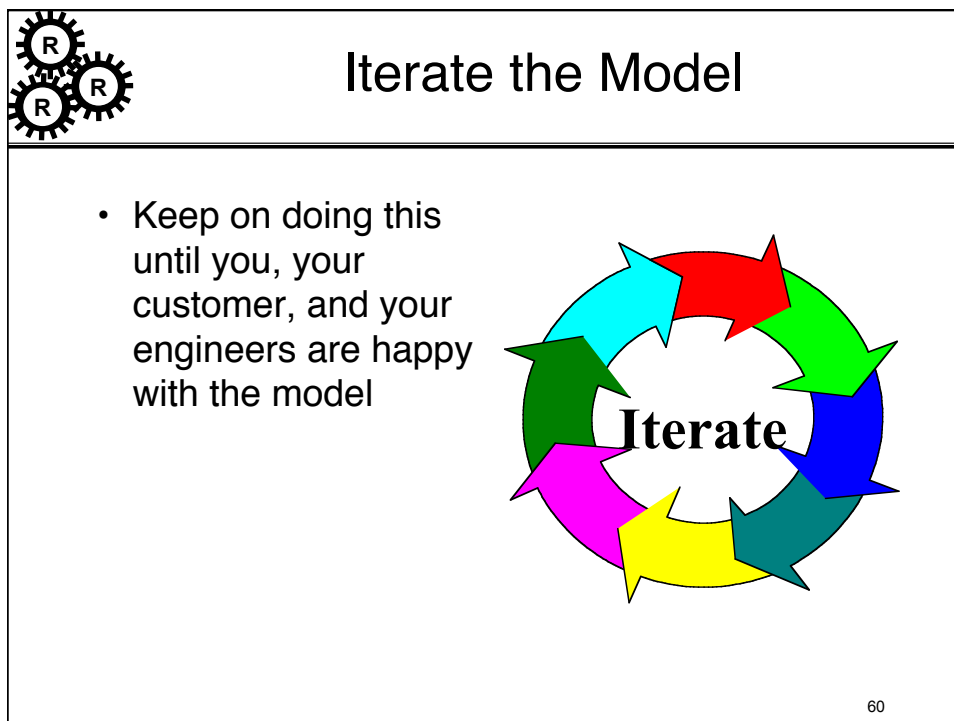 R
R
R
Iterate the Model
• Keep on doing this
until you, your
customer, and your
engineers are happy
with the model
Iterate
60